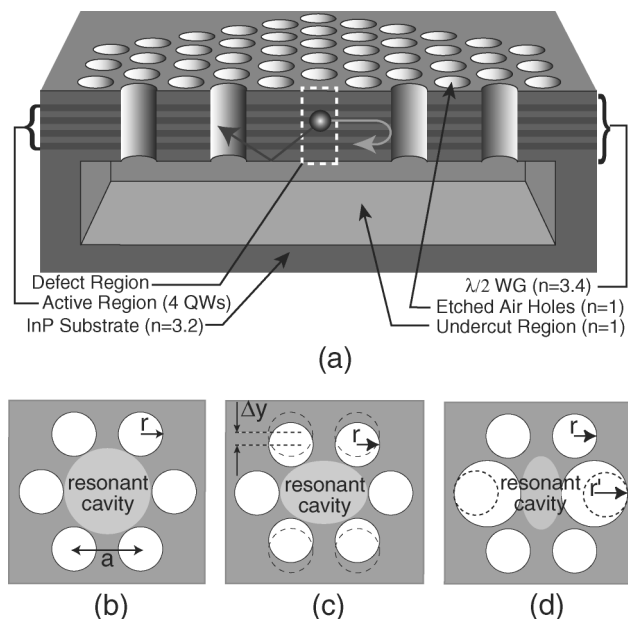 Defect Region
Active Region (4 QWs)
InP Substrate (n=3.2)
λ/2 WG (n=3.4)
Etched Air Holes (n=1)
Undercut Region (n=1)
(a)
r
resonant
cavity
a
(b)
Δy
r
resonant
cavity
(c)
r
resonant
cavity
r'
(d)